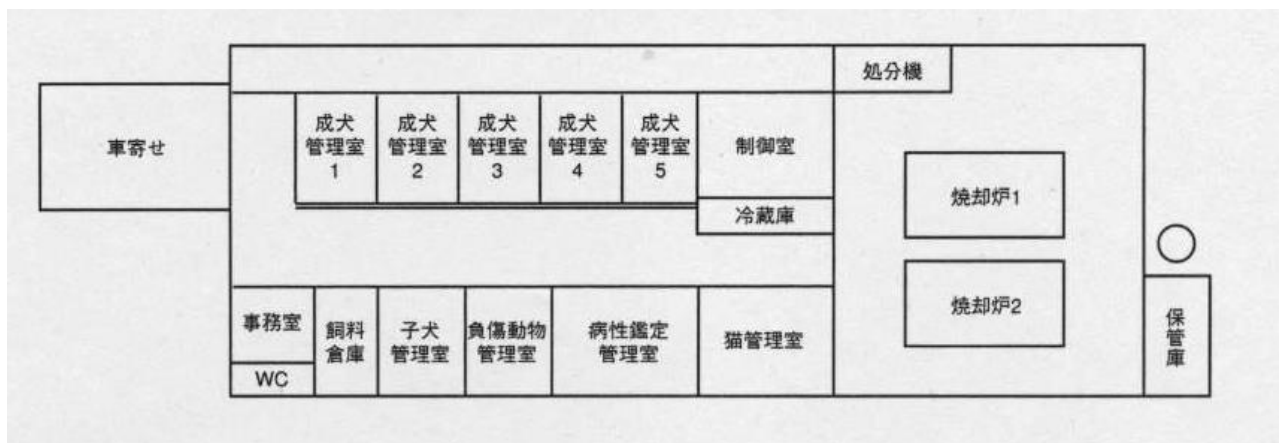 処分機
車寄せ
成犬
管理室
1
成犬
管理室
2
成犬
管理室
3
成犬
管理室
4
成犬
管理室
5
制御室
冷蔵庫
焼却炉1
焼却炉2
事務室
WC
飼料
倉庫
子犬
管理室
負傷動物
管理室
病性鑑定
管理室
猫管理室
保管庫